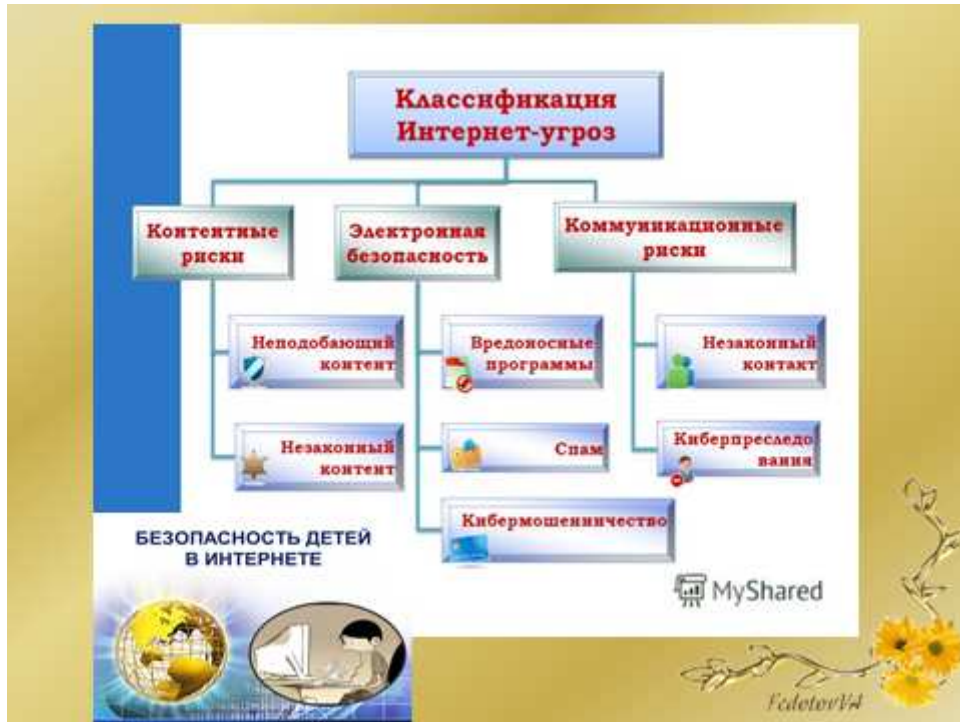 Классификация
Интернет-угроз
Контентные
риски
Электронная
безопасность
Коммуникационные
риски
Неподобающий
контент
Вредоносные
программы
Незаконный
контакт
Незаконный
контент
Спам
Киберпреследо
вания
Кибермошенничество
БЕЗОПАСНОСТЬ ДЕТЕЙ
В ИНТЕРНЕТЕ
MyShared